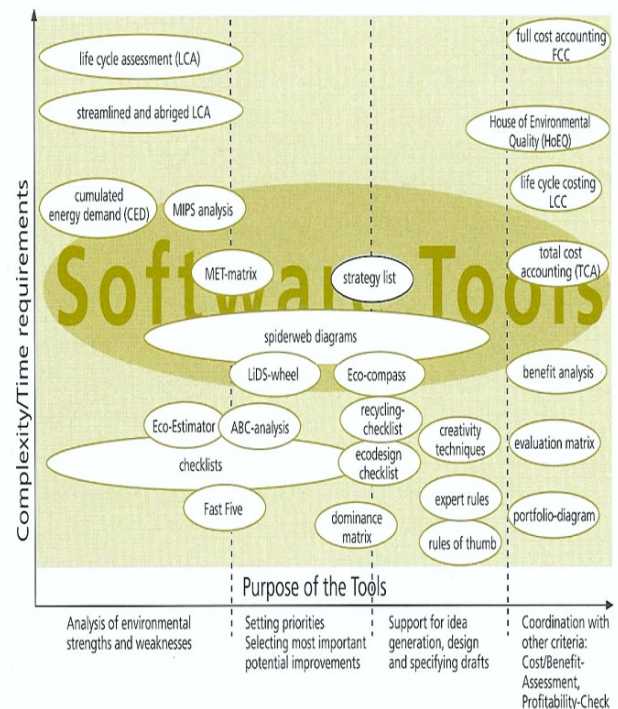 life cycle assessment (LCA)
full cost accounting
FCC
streamlined and abriged LCA
House of Environmental
Quality (HoEQ)
cumulated
energy demand (CED)
MIPS analysis
life cycle costing
LCC
Software Tools
MET-matrix
strategy list
total cost
accounting (TCA)
spiderweb diagrams
LiDS-wheel
Eco-compass
benefit analysis
Eco-Estimator
ABC-analysis
recycling-
checklist
creativity
techniques
evaluation matrix
checklists
ecodesign
checklist
Fast Five
dominance
matrix
expert rules
rules of thumb
portfolio-diagram
Complexity/Time requirements
Purpose of the Tools
Analysis of environmental
strengths and weaknesses
Setting priorities
Selecting most important
potential improvements
Support for idea
generation, design
and specifying drafts
Coordination with
other criteria:
Cost/Benefit-
Assessment,
Profitability-Check